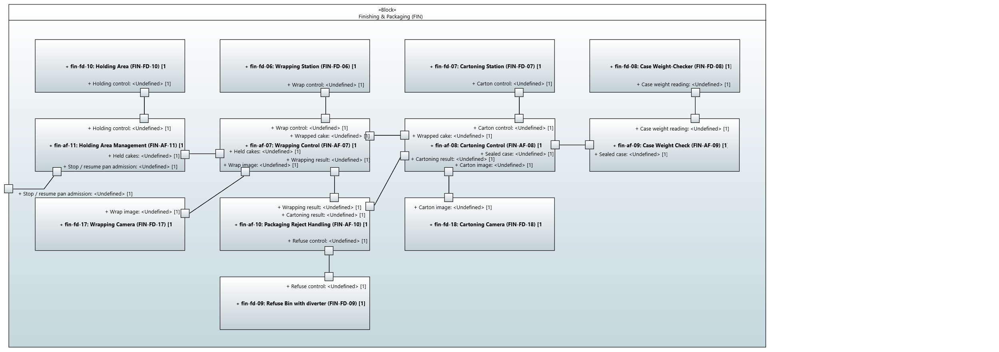 «Block»
Finishing & Packaging (FIN)
+ fin-fd-10: Holding Area (FIN-FD-10) [1
+ Holding control: <Undefined> [1]
+ fin-fd-06: Wrapping Station (FIN-FD-06) [1
+ Wrap control: <Undefined> [1]
+ fin-fd-07: Cartoning Station (FIN-FD-07) [1
+ Carton control: <Undefined> [1]
+ fin-fd-08: Case Weight-Checker (FIN-FD-08) [1]
+ Case weight reading: <Undefined> [1]
+ Holding control: <Undefined> [1]
+ fin-af-11: Holding Area Management (FIN-AF-11) [1
+ Held cakes: <Undefined> [1]
+ Stop / resume pan admission: <Undefined> [1]
+ Wrap control: <Undefined> [1]
+ Wrapped cake: <Undefined> [1]
+ fin-af-07: Wrapping Control (FIN-AF-07) [1
+ Held cakes: <Undefined> [1]
+ Wrapping result: <Undefined> [1]
+ Wrap image: <Undefined> [1]
+ Carton control: <Undefined> [1]
+ Wrapped cake: <Undefined> [1]
+ fin-af-08: Cartoning Control (FIN-AF-08) [1
+ Sealed case: <Undefined> [1]
+ Cartoning result: <Undefined> [1]
+ Carton image: <Undefined> [1]
+ Case weight reading: <Undefined> [1]
+ fin-af-09: Case Weight Check (FIN-AF-09) [1
+ Sealed case: <Undefined> [1]
+ Stop / resume pan admission: <Undefined> [1]
+ Wrap image: <Undefined> [1]
+ fin-fd-17: Wrapping Camera (FIN-FD-17) [1
+ Wrapping result: <Undefined> [1]
+ Cartoning result: <Undefined> [1]
+ fin-af-10: Packaging Reject Handling (FIN-AF-10) [1
+ Refuse control: <Undefined> [1]
+ Carton image: <Undefined> [1]
+ fin-fd-18: Cartoning Camera (FIN-FD-18) [1
+ Refuse control: <Undefined> [1]
+ fin-fd-09: Refuse Bin with diverter (FIN-FD-09) [1]